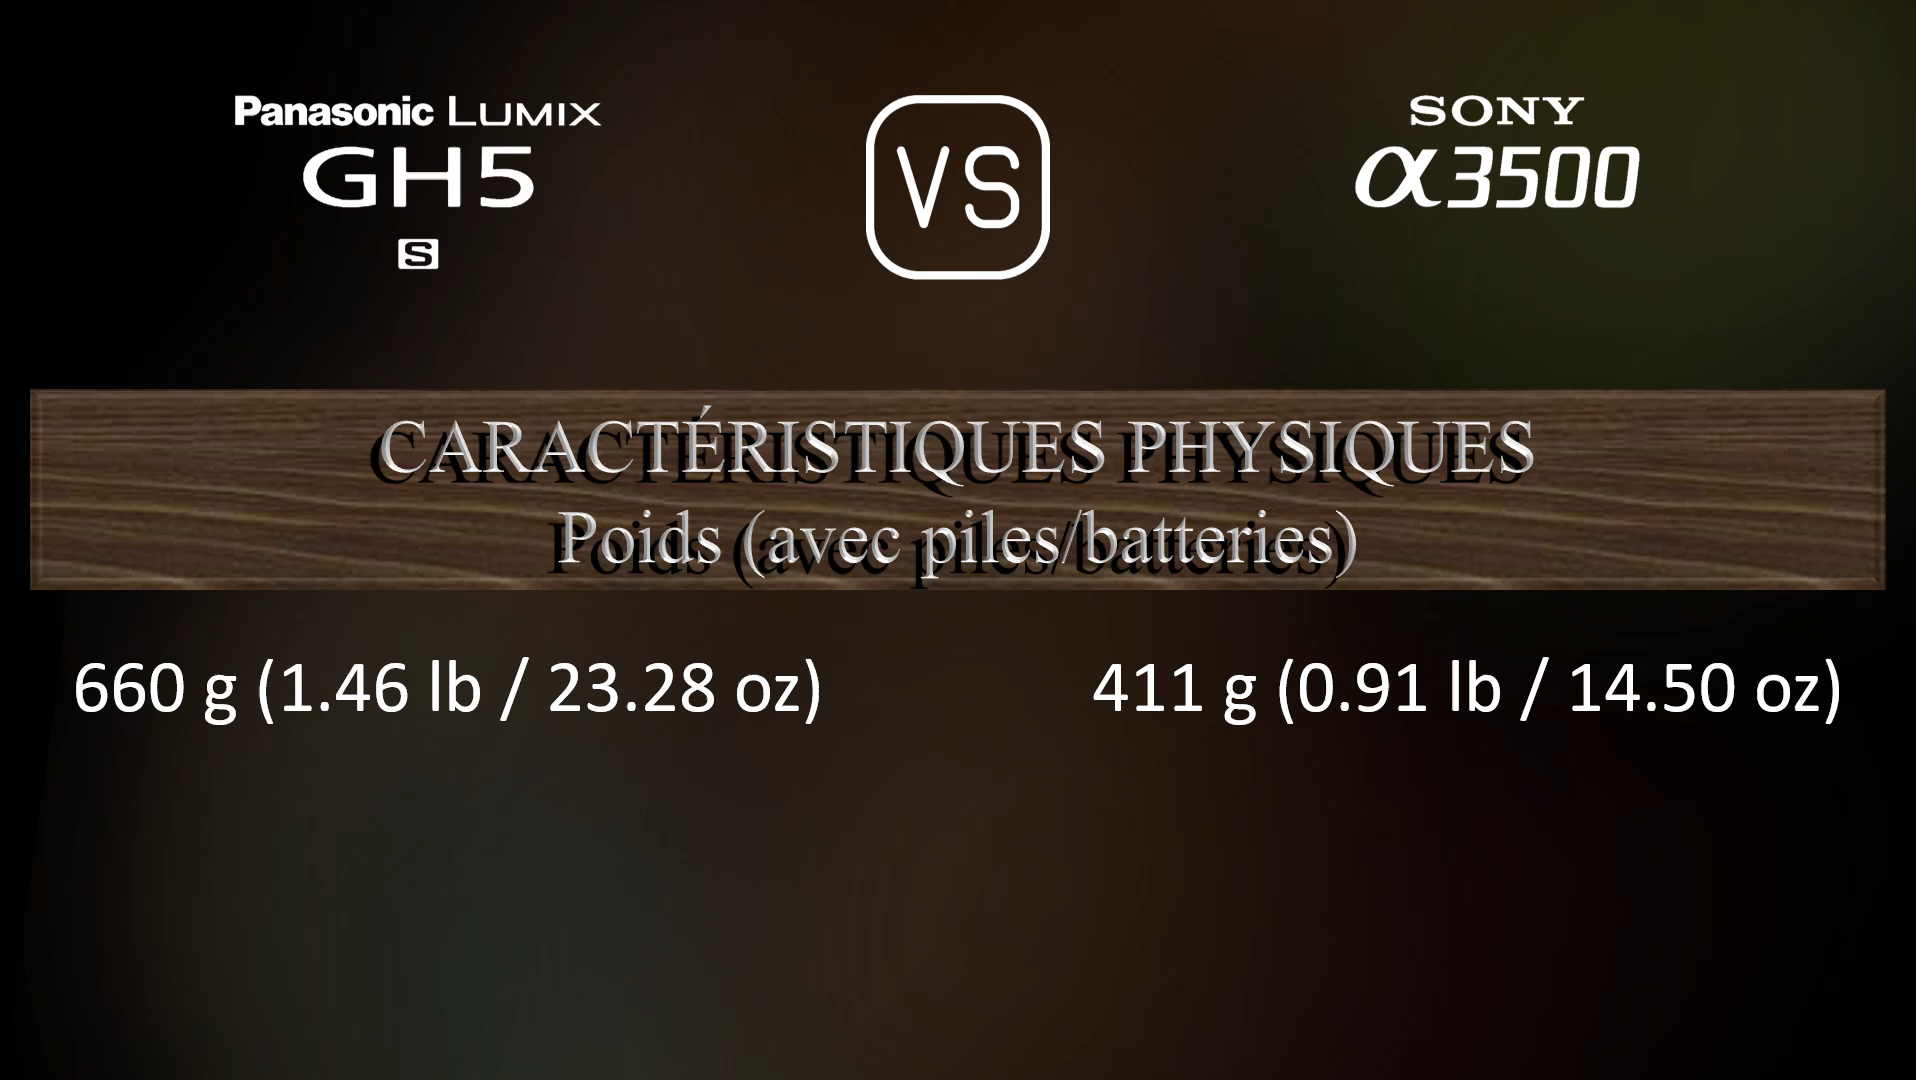 Panasonic LUMIX
GH5
S
VS
SONY
α3500
CARACTÉRISTIQUES PHYSIQUES
Poids (avec piles/batteries)
660 g (1.46 lb / 23.28 oz)
411 g (0.91 lb / 14.50 oz)